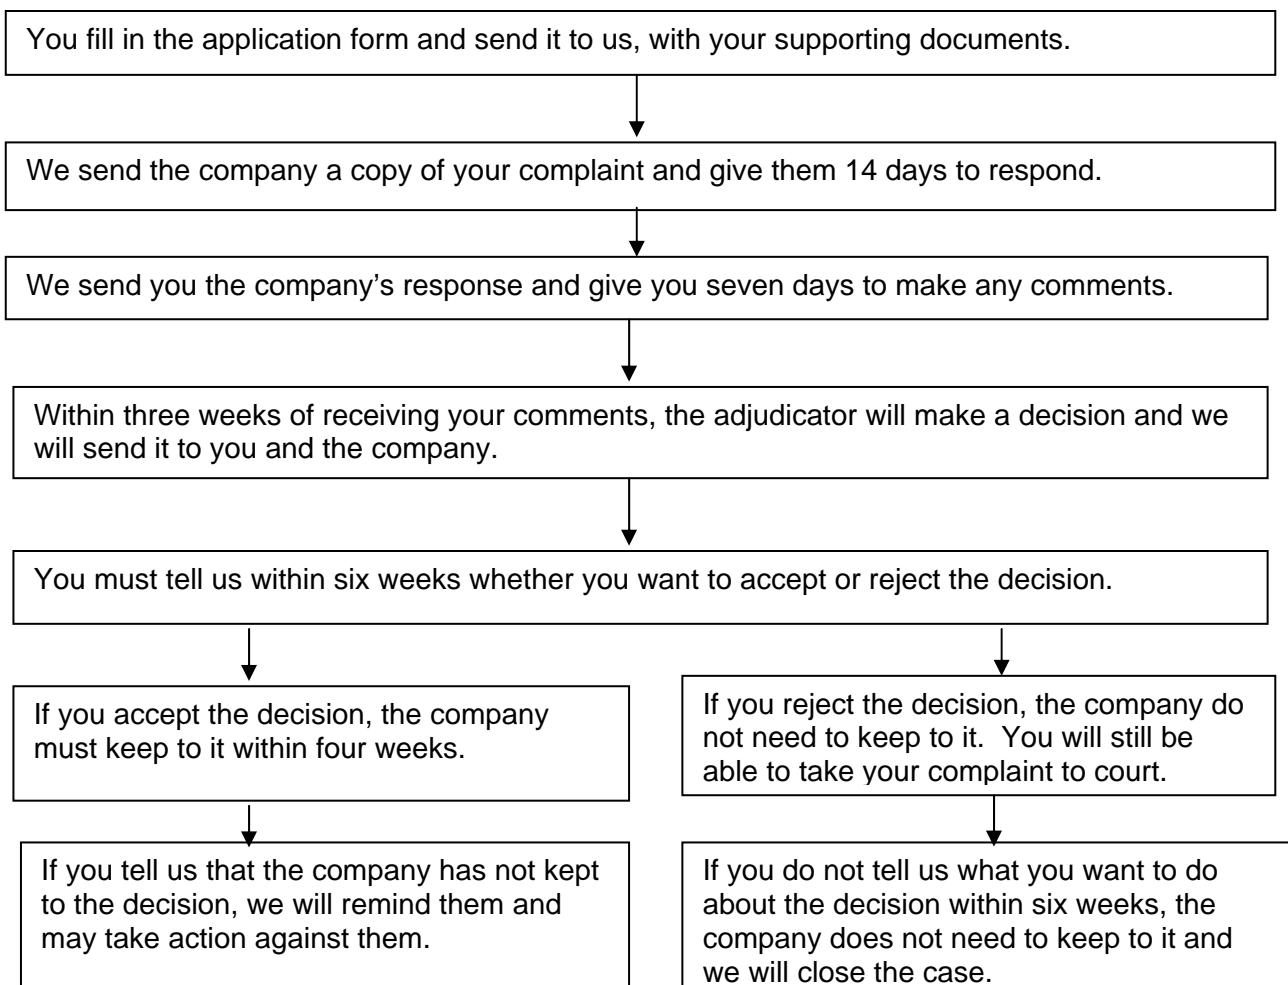 You fill in the application form and send it to us, with your supporting documents.
We send the company a copy of your complaint and give them 14 days to respond.
We send you the company’s response and give you seven days to make any comments.
Within three weeks of receiving your comments, the adjudicator will make a decision and we
will send it to you and the company.
You must tell us within six weeks whether you want to accept or reject the decision.
If you accept the decision, the company
must keep to it within four weeks.
If you reject the decision, the company do
not need to keep to it.  You will still be
able to take your complaint to court.
If you tell us that the company has not kept
to the decision, we will remind them and
may take action against them.
If you do not tell us what you want to do
about the decision within six weeks, the
company does not need to keep to it and
we will close the case.